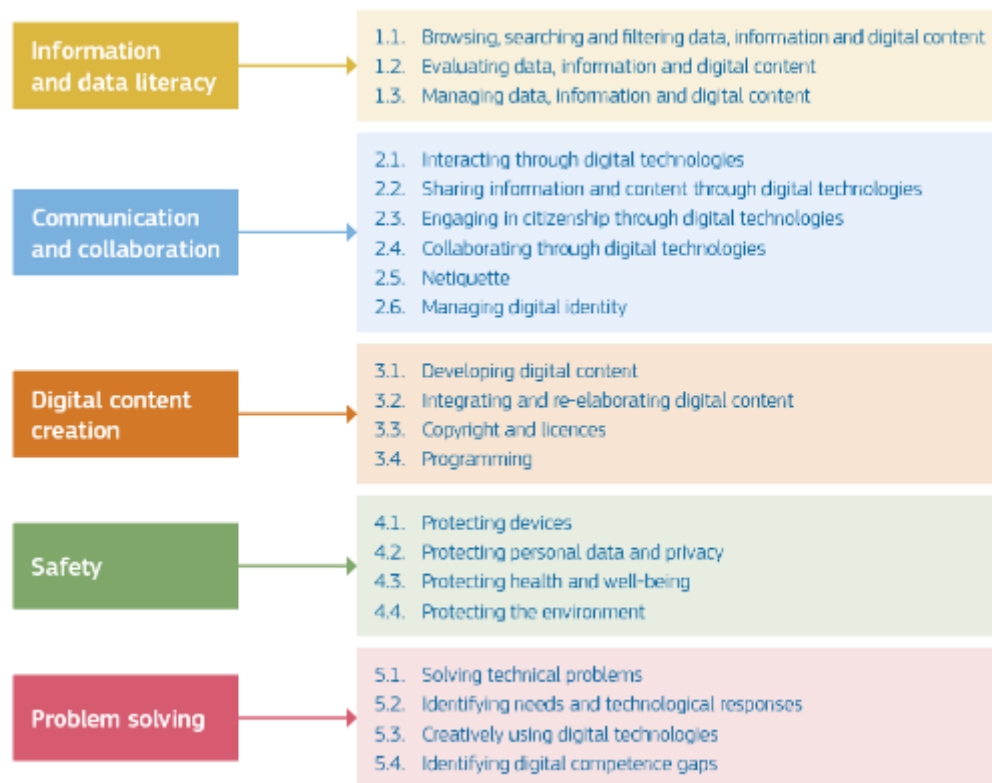 Information
and data literacy
1.1. Browsing, searching and filtering data, information and digital content
1.2. Evaluating data, information and digital content
1.3. Managing data, information and digital content
Communication
and collaboration
2.1. Interacting through digital technologies
2.2. Sharing information and content through digital technologies
2.3. Engaging in citizenship through digital technologies
2.4. Collaborating through digital technologies
2.5. Netiquette
2.6. Managing digital identity
Digital content
creation
3.1. Developing digital content
3.2. Integrating and re-elaborating digital content
3.3. Copyright and licences
3.4. Programming
Safety
4.1. Protecting devices
4.2. Protecting personal data and privacy
4.3. Protecting health and well-being
4.4. Protecting the environment
Problem solving
5.1. Solving technical problems
5.2. Identifying needs and technological responses
5.3. Creatively using digital technologies
5.4. Identifying digital competence gaps